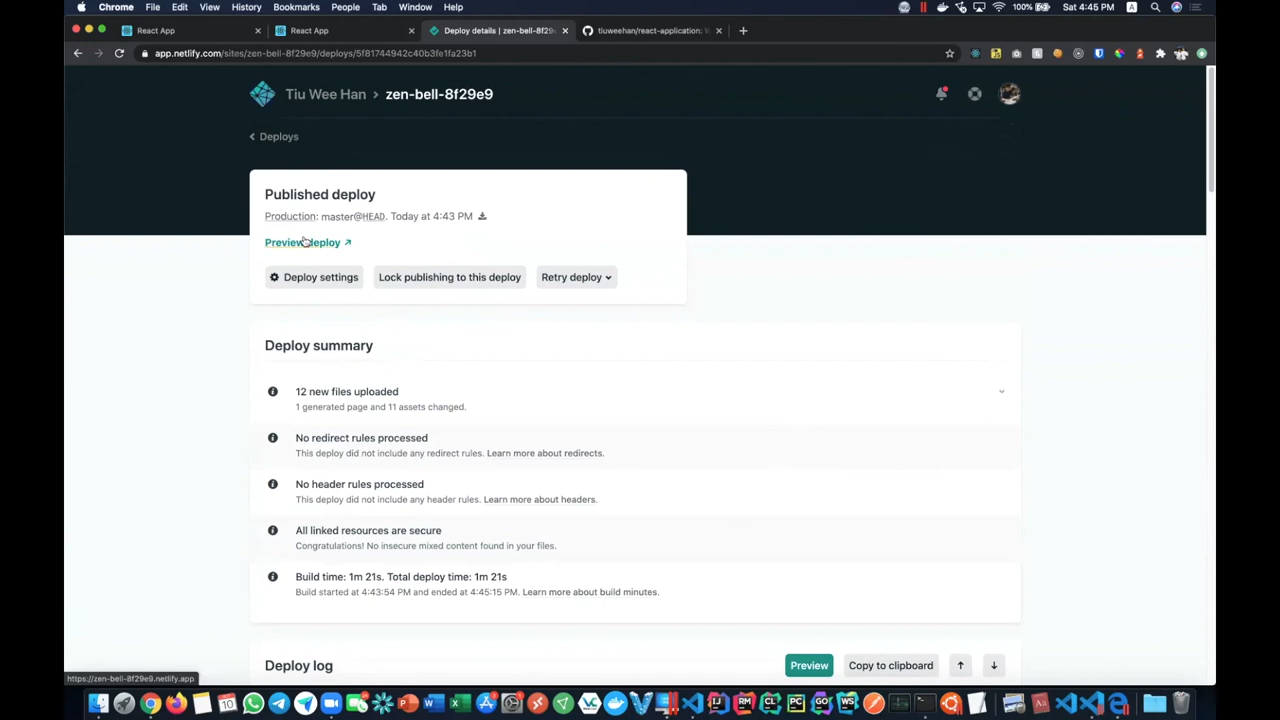 Chrome File Edit View History Bookmarks People Tab Window Help 100% Sat 4:45 PM
React App React App Deploy details | zen-bell-8f29 tiuweehan/react-application:
app.netlify.com/sites/zen-bell-8f29e9/deploys/5f81744942c40b3fe1fa23b1
Tiu Wee Han > zen-bell-8f29e9
Deploys
Published deploy
Production: master@HEAD. Today at 4:43 PM
Preview deploy
Deploy settings Lock publishing to this deploy Retry deploy
Deploy summary
12 new files uploaded
1 generated page and 11 assets changed.
No redirect rules processed
This deploy did not include any redirect rules. Learn more about redirects.
No header rules processed
This deploy did not include any header rules. Learn more about headers.
All linked resources are secure
Congratulations! No insecure mixed content found in your files.
Build time: 1m 21s. Total deploy time: 1m 21s
Build started at 4:43:54 PM and ended at 4:45:15 PM. Learn more about build minutes.
Deploy log Preview Copy to clipboard
https://zen-bell-8f29e9.netlify.app